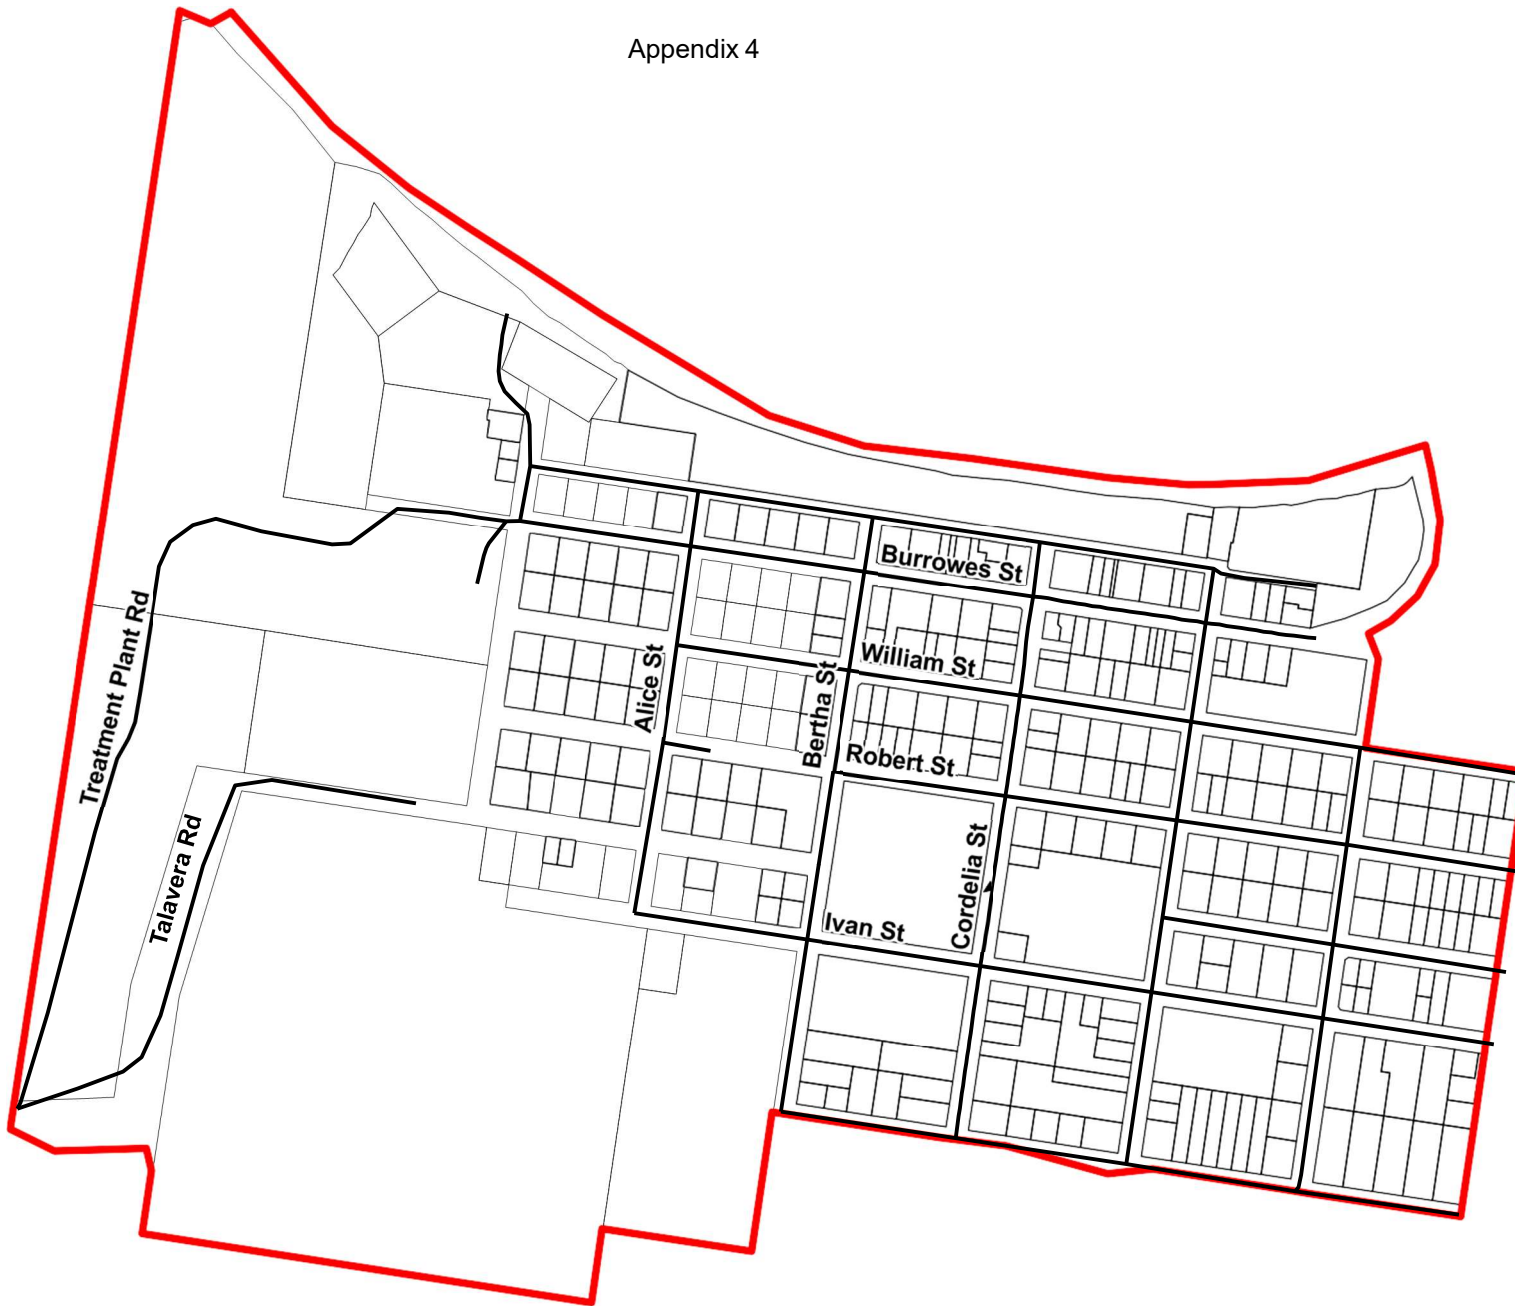 Appendix 4
Burrowes St
William St
Alice St
Bertha St
Robert St
Treatment Plant Rd
Talavera Rd
Cordelia St
Ivan St